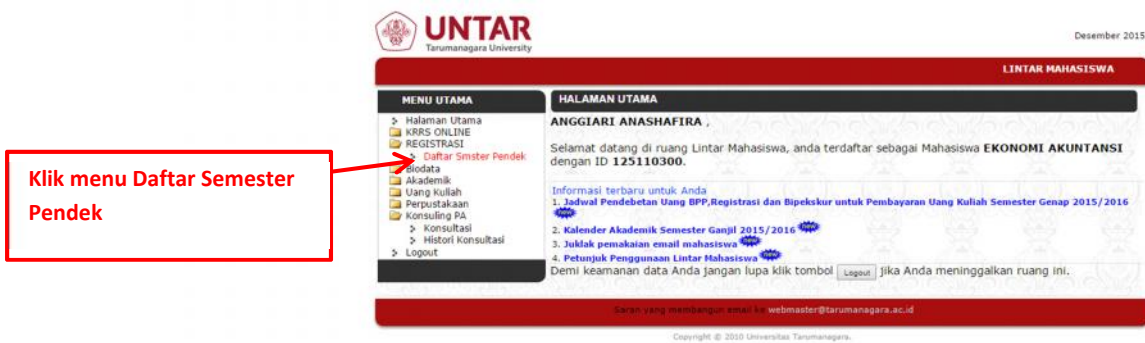 UNTAR
Tarumanagara University
Desember 2015
LINTAR MAHASISWA
MENU UTAMA
Halaman Utama
KRRS ONLINE
REGISTRASI
Daftar Smster Pendek
Biodata
Akademik
Uang Kuliah
Perpustakaan
Konsuling PA
Konsultasi
Histori Konsultasi
Logout
Klik menu Daftar Semester
Pendek
HALAMAN UTAMA
ANGGIARI ANASHAFIRA ,
Selamat datang di ruang Lintar Mahasiswa, anda terdaftar sebagai Mahasiswa EKONOMI AKUNTANSI
dengan ID 125110300.
Informasi terbaru untuk Anda
1. Jadwal Pendebetan Uang BPP,Registrasi dan Bipekskur untuk Pembayaran Uang Kuliah Semester Genap 2015/2016
new
2. Kalender Akademik Semester Ganjil 2015/2016 new
3. Juklak pemakaian email mahasiswa new
4. Petunjuk Penggunaan Lintar Mahasiswa new
Demi keamanan data Anda jangan lupa klik tombol Logout jika Anda meninggalkan ruang ini.
Saran yang membangun email ke webmaster@tarumanagara.ac.id
Copyright @ 2010 Universitas Tarumanagara.